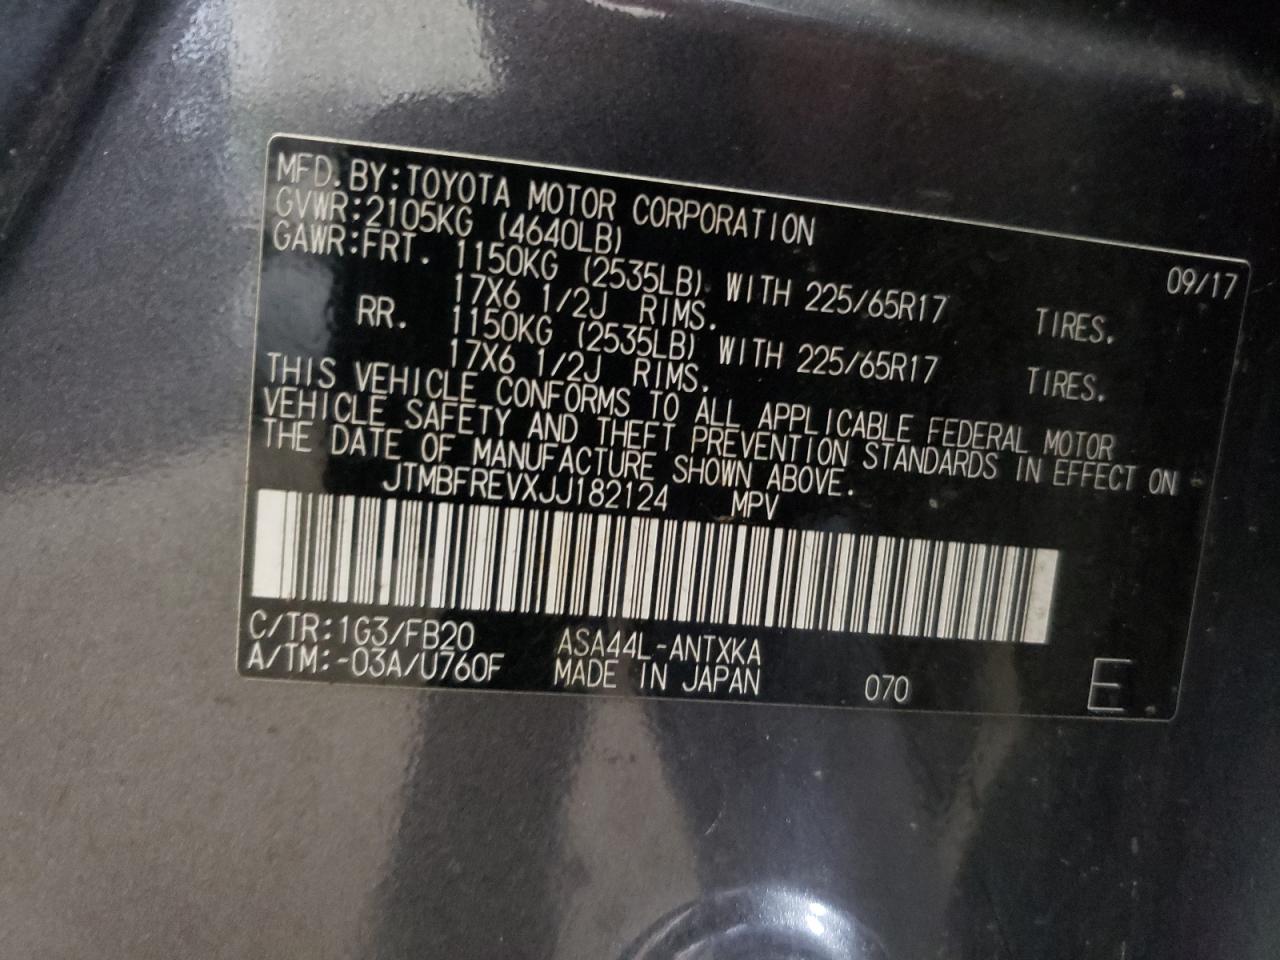 MFD. BY:TOYOTA MOTOR CORPORATION 09/17
GVWR:2105KG (4640LB)
GAWR:FRT. 1150KG (2535LB) WITH 225/65R17 TIRES.
17X6 1/2J RIMS.
RR. 1150KG (2535LB) WITH 225/65R17 TIRES.
17X6 1/2J RIMS.
THIS VEHICLE CONFORMS TO ALL APPLICABLE FEDERAL MOTOR
VEHICLE SAFETY AND THEFT PREVENTION STANDARDS IN EFFECT ON
THE DATE OF MANUFACTURE SHOWN ABOVE.
JTMBFREVXJJ182124 MPV
C/TR:1G3/FB20 ASA44L-ANTXKA
A/TM:-03A/U760F MADE IN JAPAN 070 E